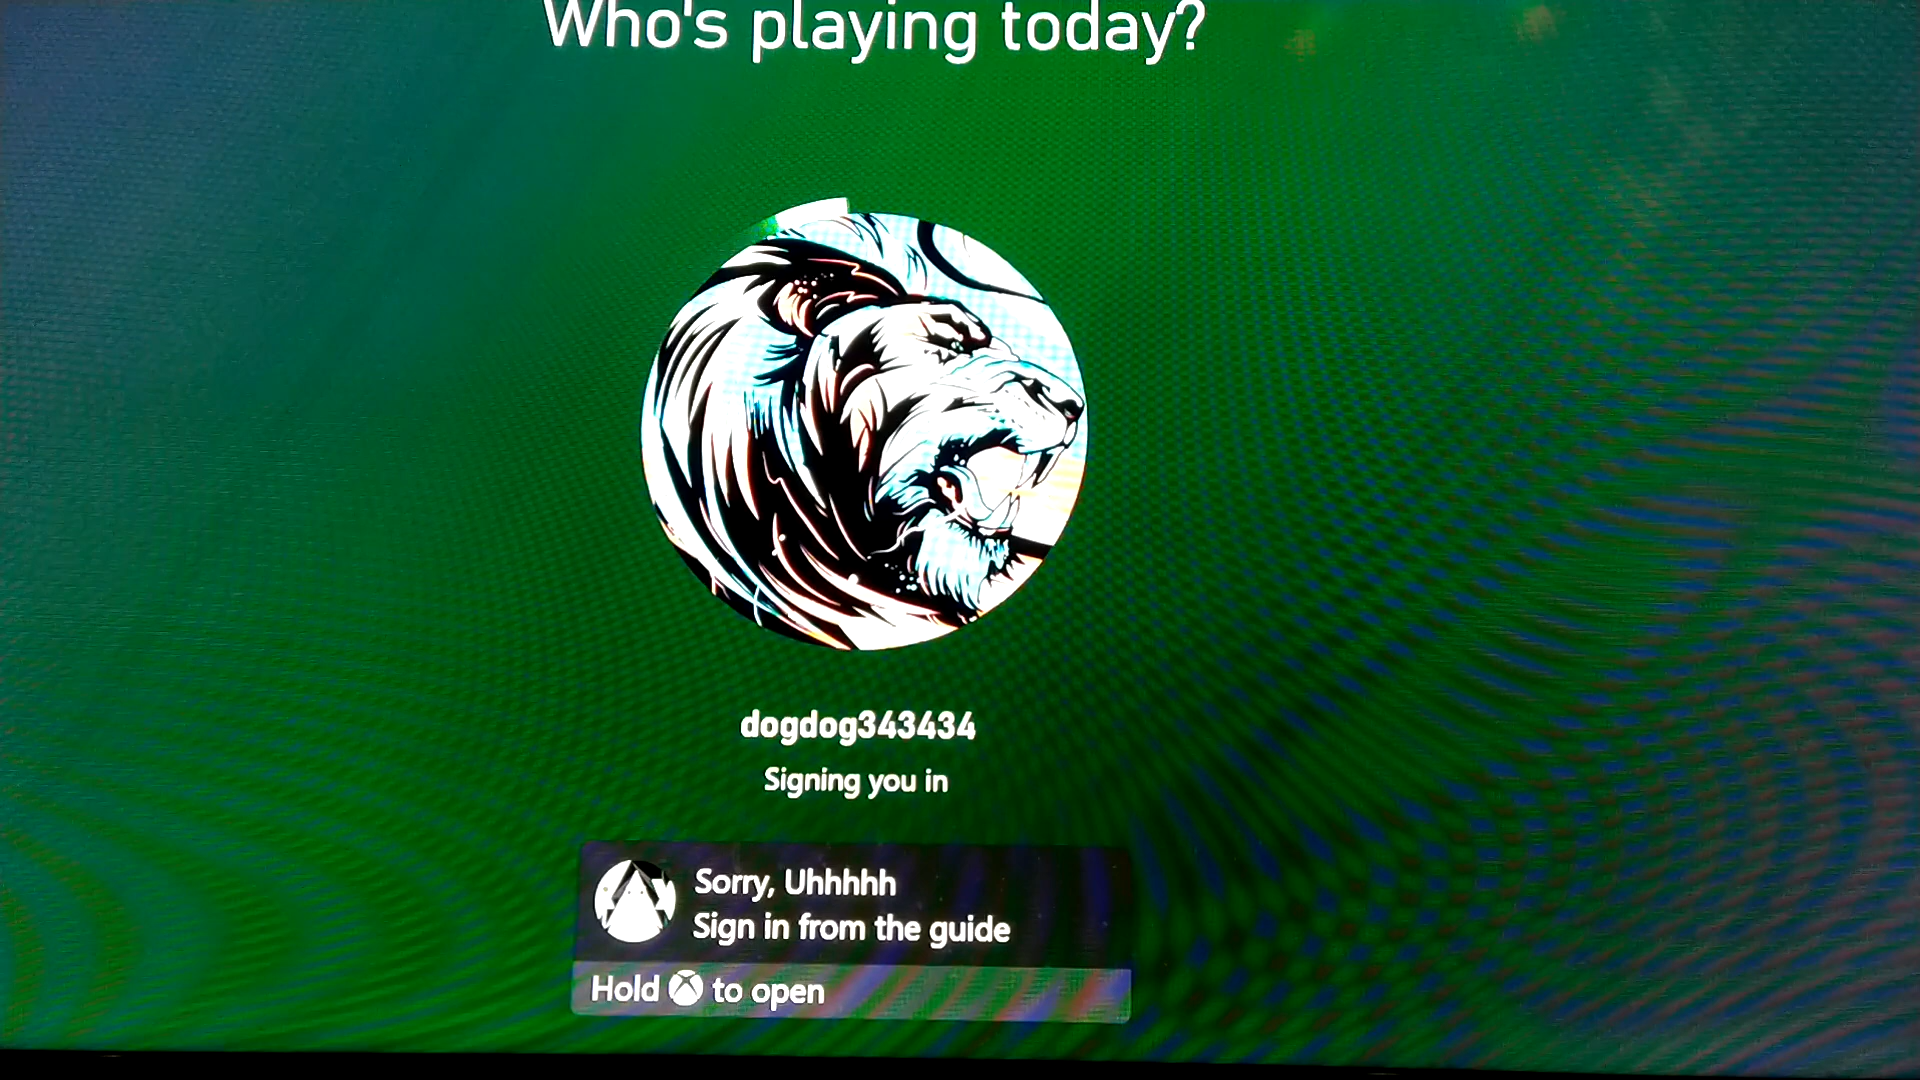 Who's playing today?
dogdog343434
Signing you in
Sorry, Uhhhhh
Sign in from the guide
Hold to open